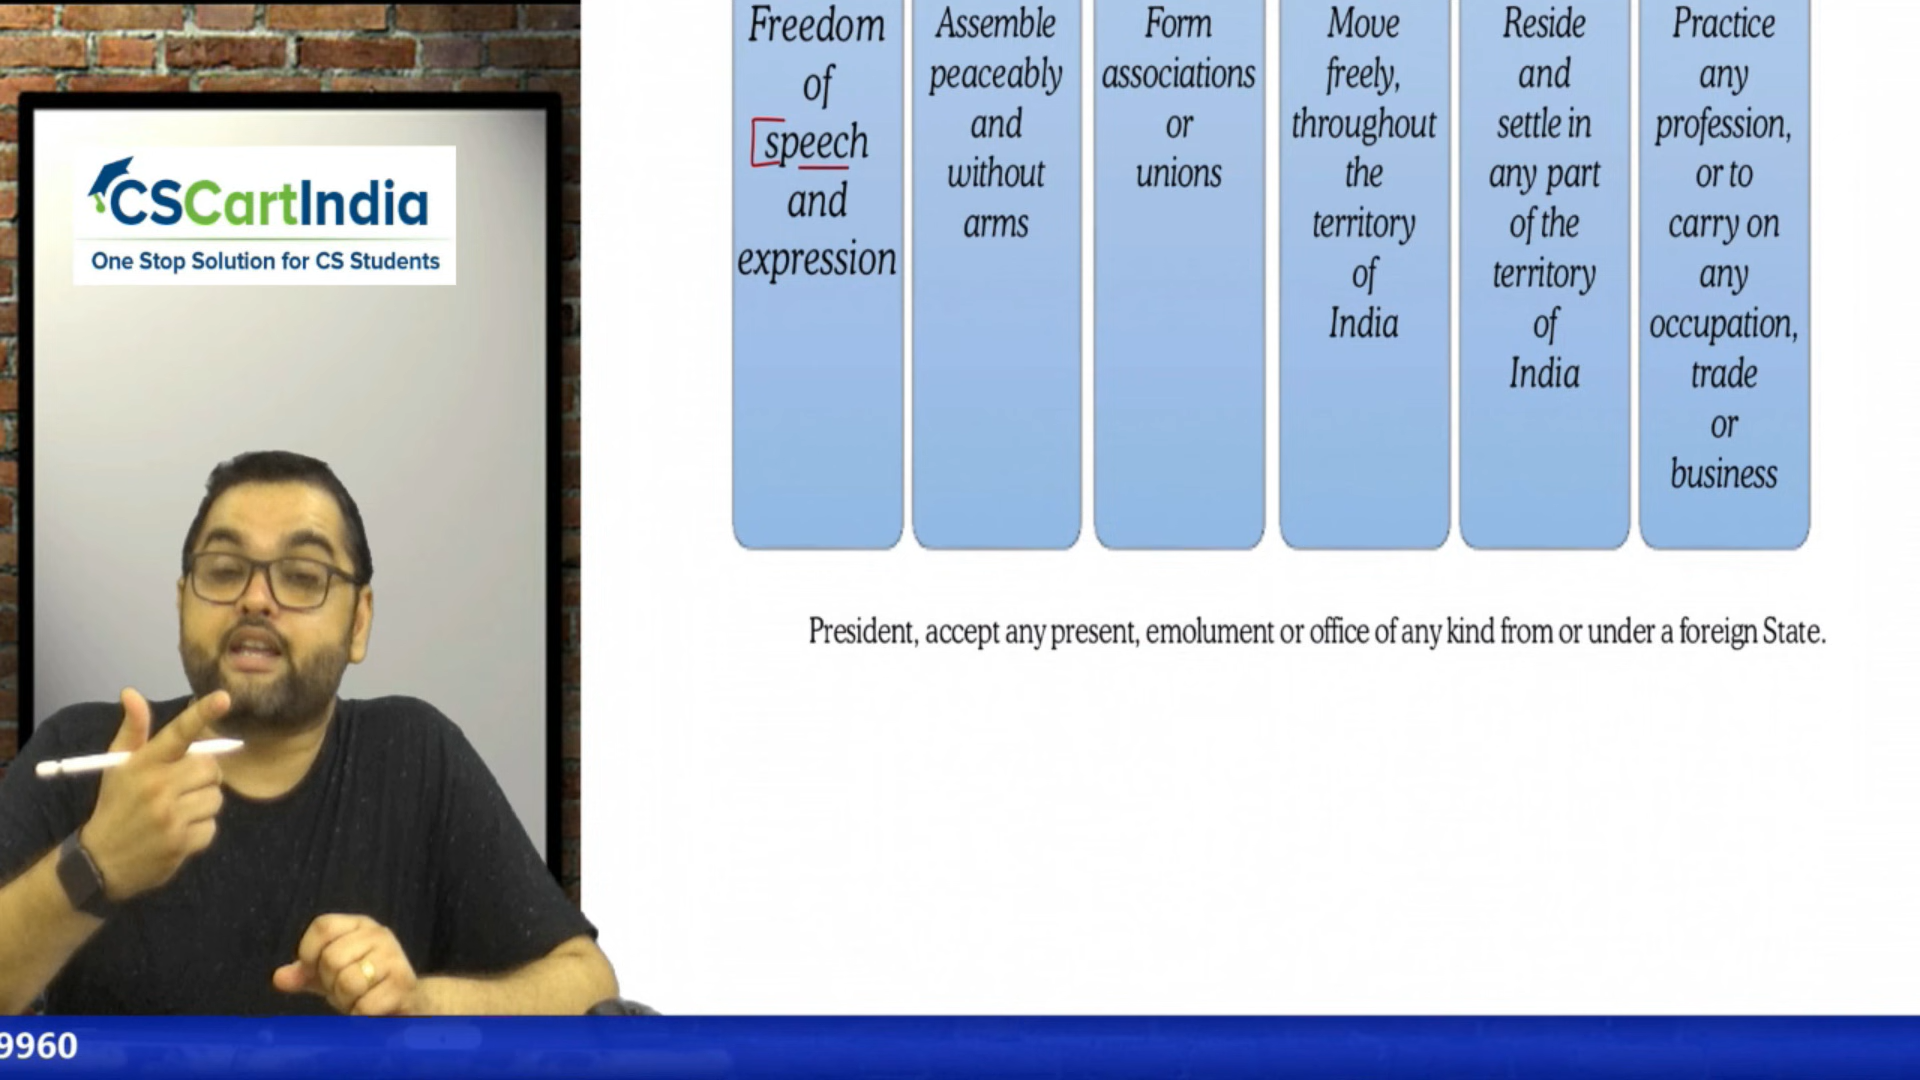 CSCartIndia
One Stop Solution for CS Students
Freedom
of
speech
and
expression
Assemble
peaceably
and
without
arms
Form
associations
or
unions
Move
freely,
throughout
the
territory
of
India
Reside
and
settle in
any part
of the
territory
of
India
Practice
any
profession,
or to
carry on
any
occupation,
trade
or
business
President, accept any present, emolument or office of any kind from or under a foreign State.
9960